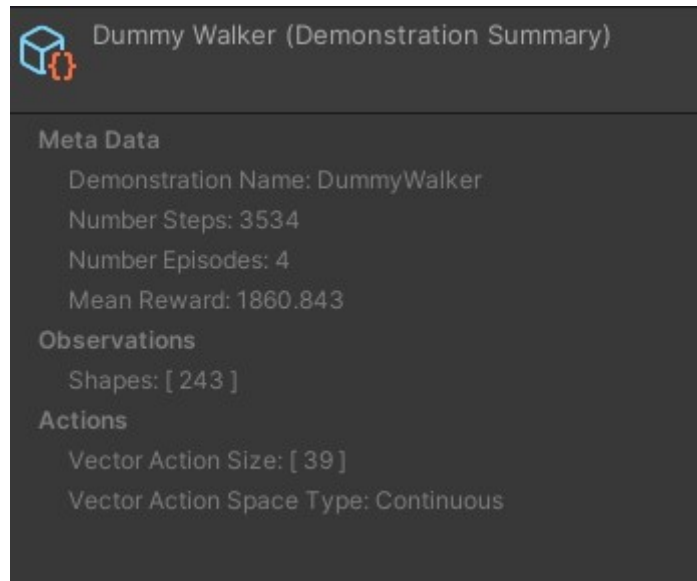 Dummy Walker (Demonstration Summary)
Meta Data
Demonstration Name: DummyWalker
Number Steps: 3534
Number Episodes: 4
Mean Reward: 1860.843
Observations
Shapes: [ 243 ]
Actions
Vector Action Size: [ 39 ]
Vector Action Space Type: Continuous